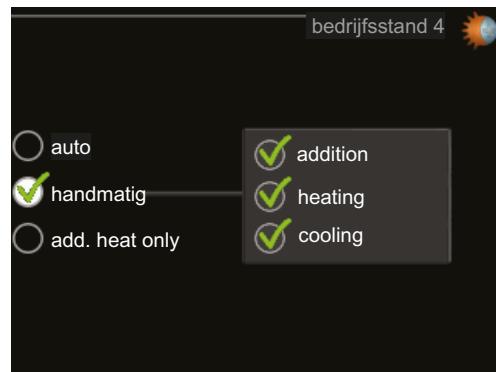 bedrijfsstand 4
auto
handmatig
add. heat only
addition
heating
cooling